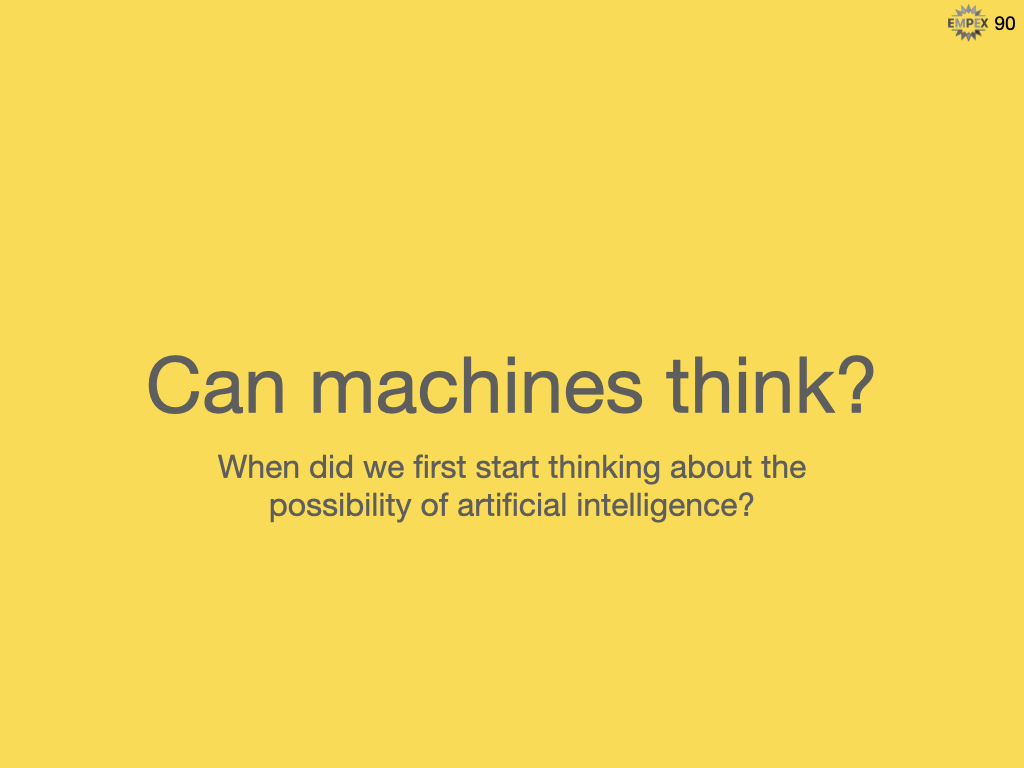 EMPEX 90
Can machines think?
When did we first start thinking about the
possibility of artificial intelligence?